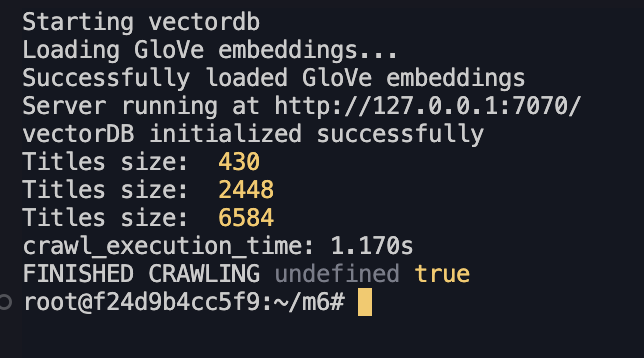 Starting vectordb
Loading GloVe embeddings...
Successfully loaded GloVe embeddings
Server running at http://127.0.0.1:7070/
vectorDB initialized successfully
Titles size:  430
Titles size:  2448
Titles size:  6584
crawl_execution_time: 1.170s
FINISHED CRAWLING undefined true
root@f24d9b4cc5f9:~/m6#